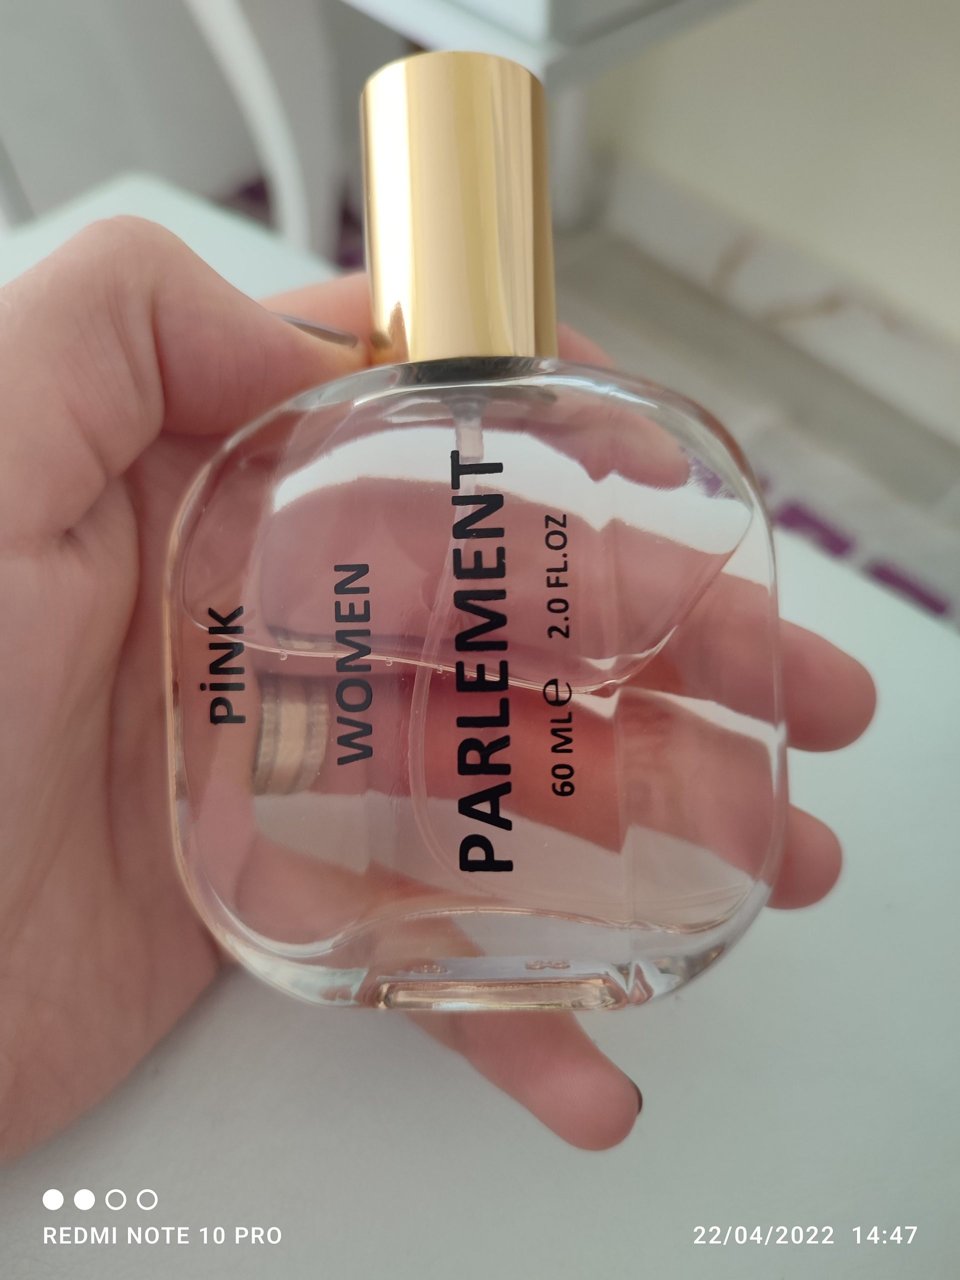 PİNK
WOMEN
PARLEMENT
60 ML e 2.0 FL.OZ
REDMI NOTE 10 PRO
22/04/2022 14:47